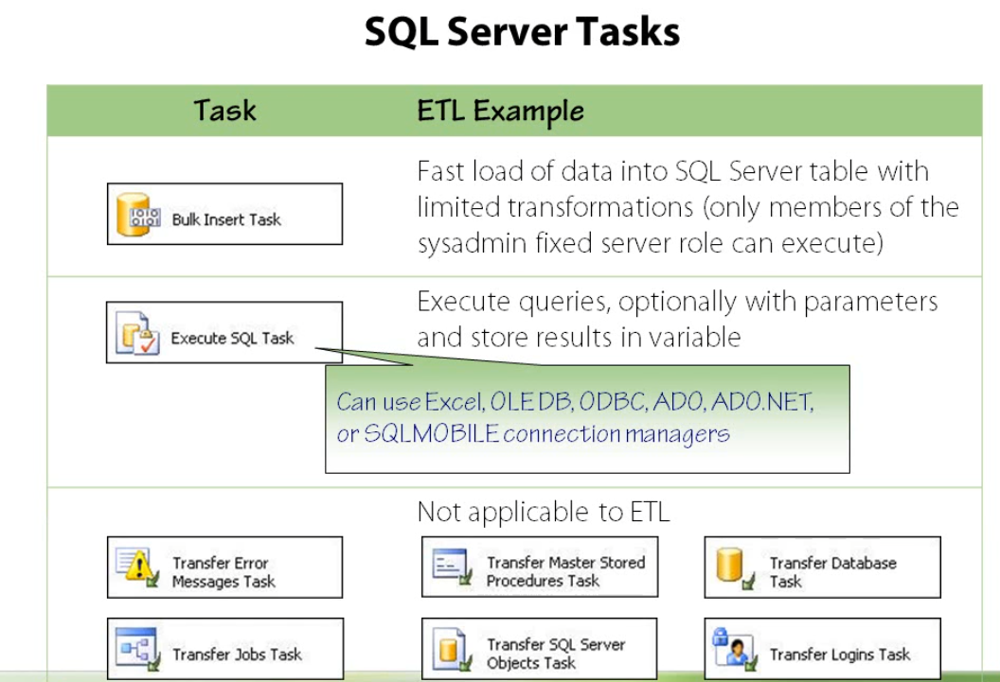 SQL Server Tasks
Task
ETL Example
Bulk Insert Task
Fast load of data into SQL Server table with
limited transformations (only members of the
sysadmin fixed server role can execute)
Execute SQL Task
Execute queries, optionally with parameters
and store results in variable
Can use Excel, OLE DB, ODBC, ADO, ADO.NET,
or SQLMOBILE connection managers
Not applicable to ETL
Transfer Error
Messages Task
Transfer Master Stored
Procedures Task
Transfer Database
Task
Transfer Jobs Task
Transfer SQL Server
Objects Task
Transfer Logins Task